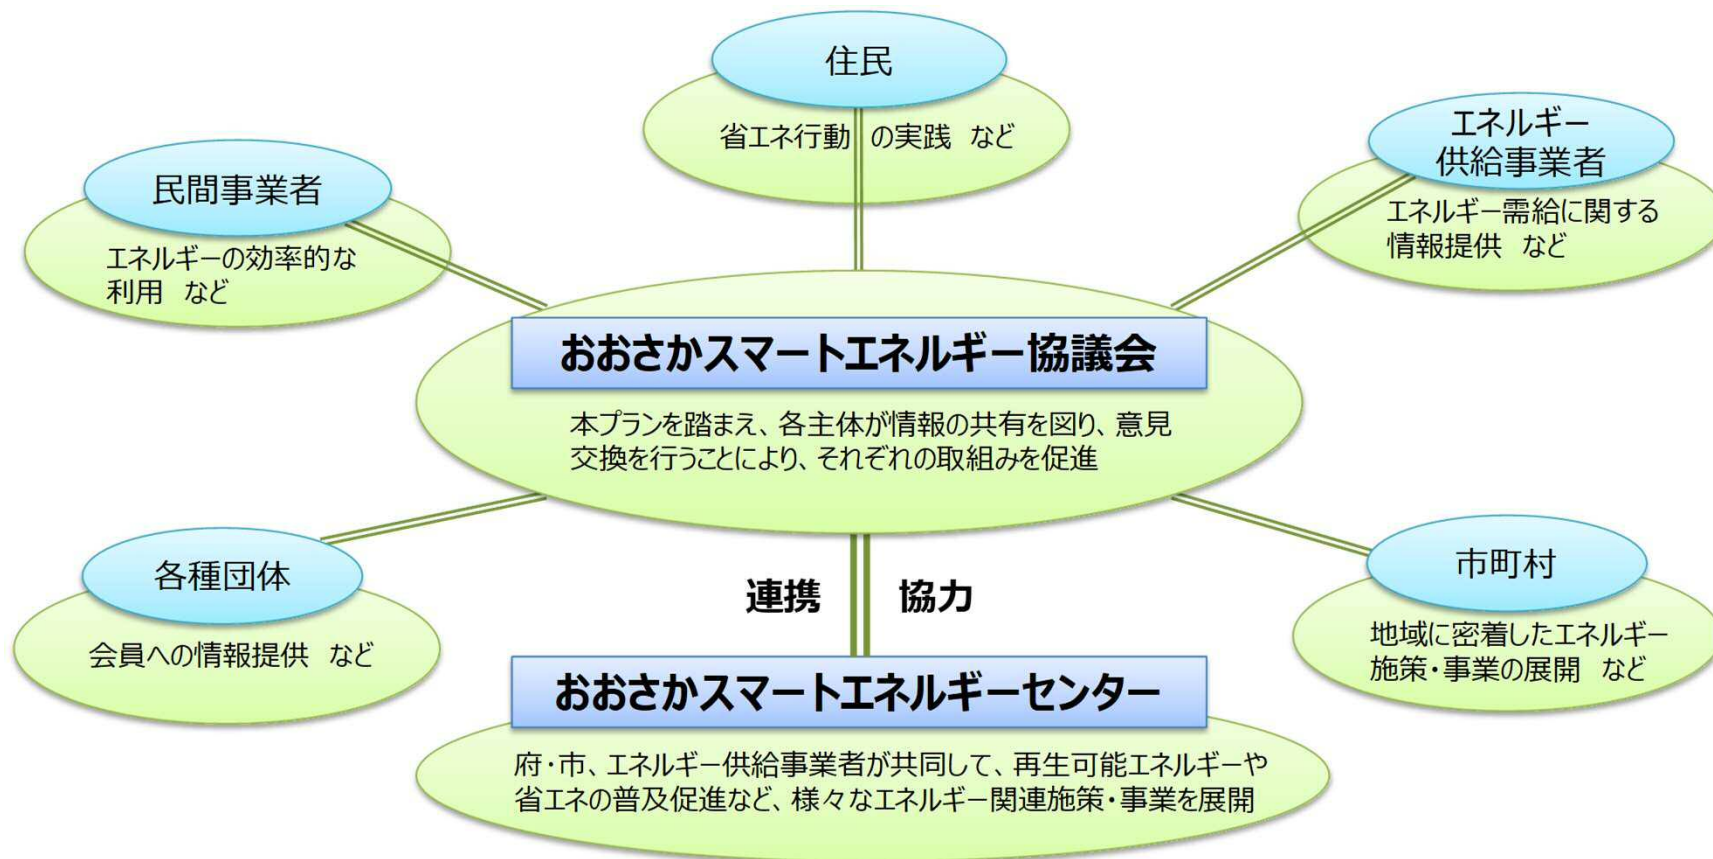 住民
省エネ行動 の実践 など
エネルギー
供給事業者
エネルギー需給に関する
情報提供 など
民間事業者
エネルギーの効率的な
利用 など
おおさかスマートエネルギー協議会
本プランを踏まえ、各主体が情報の共有を図り、意見
交換を行うことにより、それぞれの取組みを促進
各種団体
会員への情報提供 など
連携 協力
市町村
地域に密着したエネルギー
施策・事業の展開 など
おおさかスマートエネルギーセンター
府・市、エネルギー供給事業者が共同して、再生可能エネルギーや
省エネの普及促進など、様々なエネルギー関連施策・事業を展開